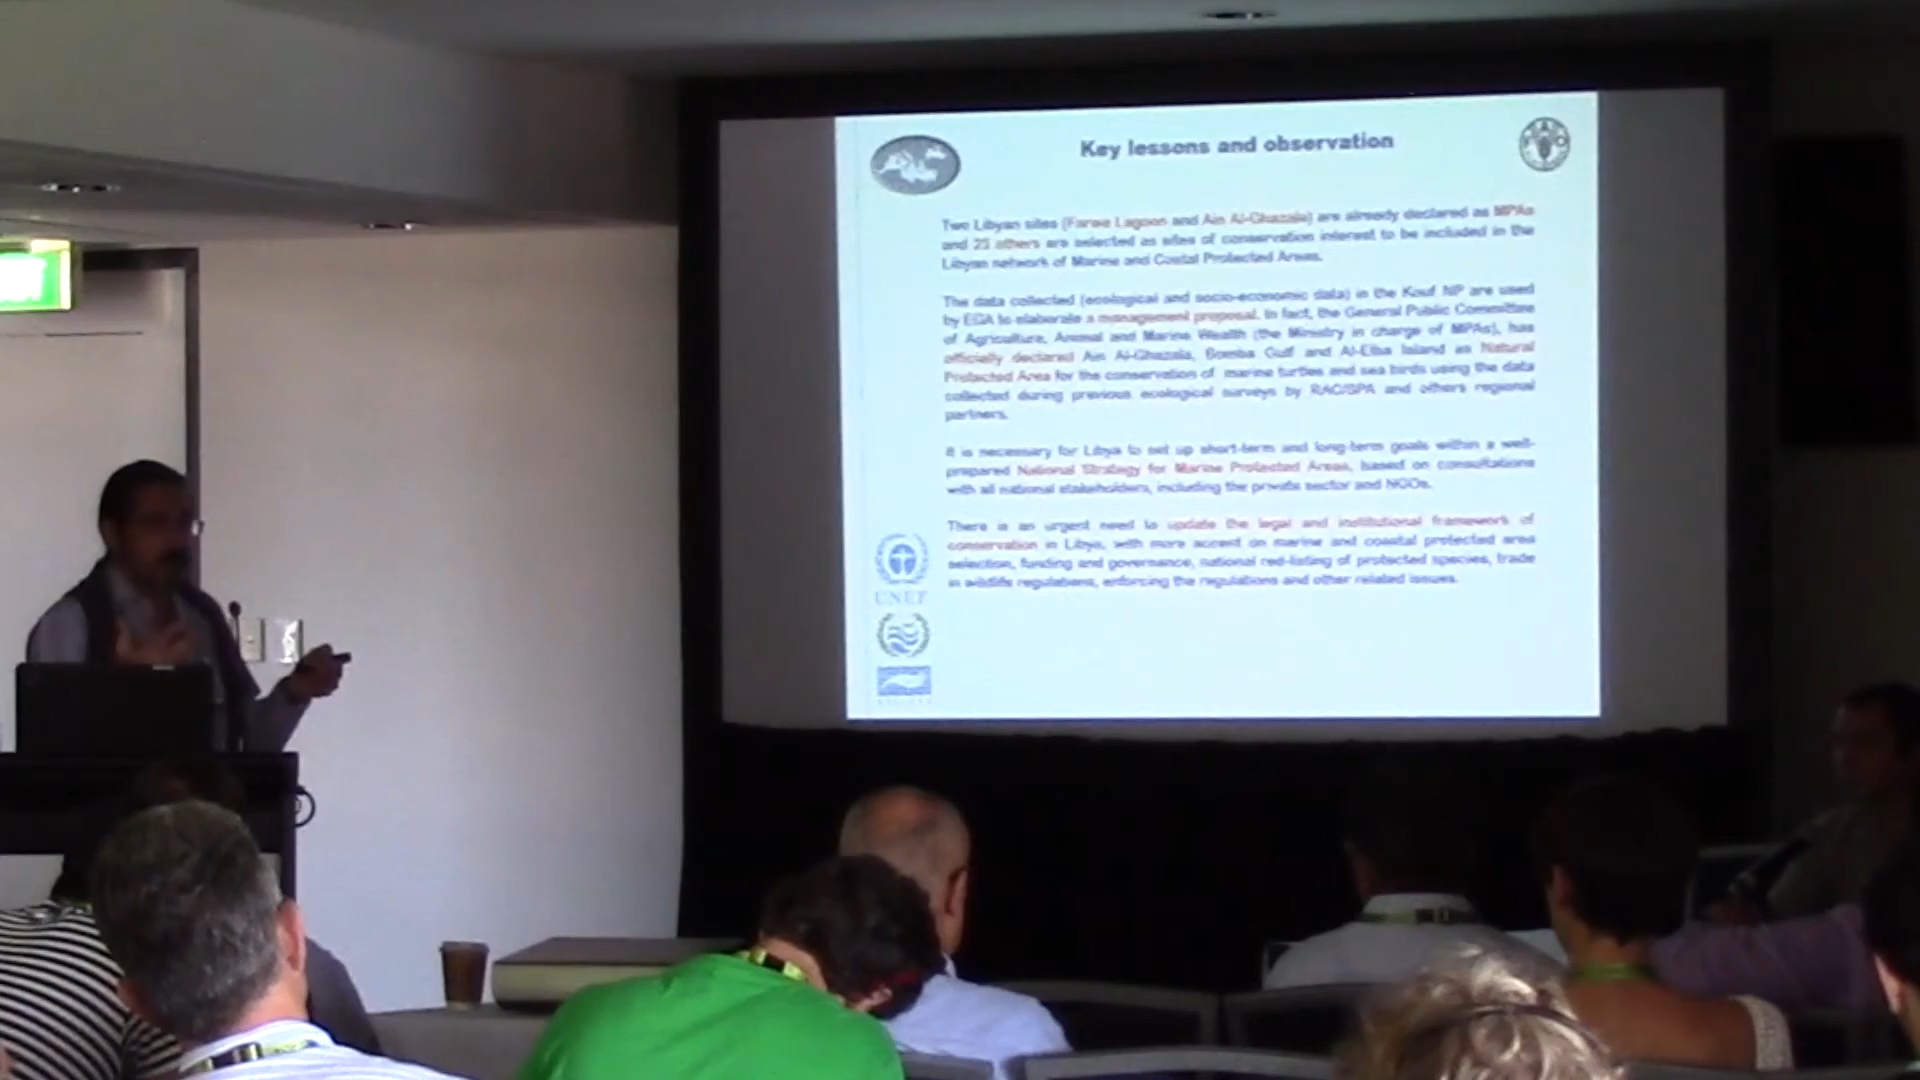 Key lessons and observation
Two Libyan sites (Farwa Lagoon and Ain Al-Ghazala) are already declared as MPAs
and 23 others are selected as sites of conservation interest to be included in the
Libyan network of Marine and Costal Protected Areas.
The data collected (ecological and socio-economic data) in the Kouf NP are used
by EGA to elaborate a management proposal. In fact, the General Public Committee
of Agriculture, Animal and Marine Wealth (the Ministry in charge of MPAs), has
officially declared Ain Al-Ghazala, Bomba Gulf and Al-Elba Island as Natural
Protected Area for the conservation of marine turtles and sea birds using the data
collected during previous ecological surveys by RAC/SPA and others regional
partners.
It is necessary for Libya to set up short-term and long-term goals within a well-
prepared National Strategy for Marine Protected Areas, based on consultations
with all national stakeholders, including the private sector and NGOs.
There is an urgent need to update the legal and institutional framework of
conservation in Libya, with more accent on marine and coastal protected area
selection, funding and governance, national red-listing of protected species, trade
in wildlife regulations, enforcing the regulations and other related issues.
UNEP